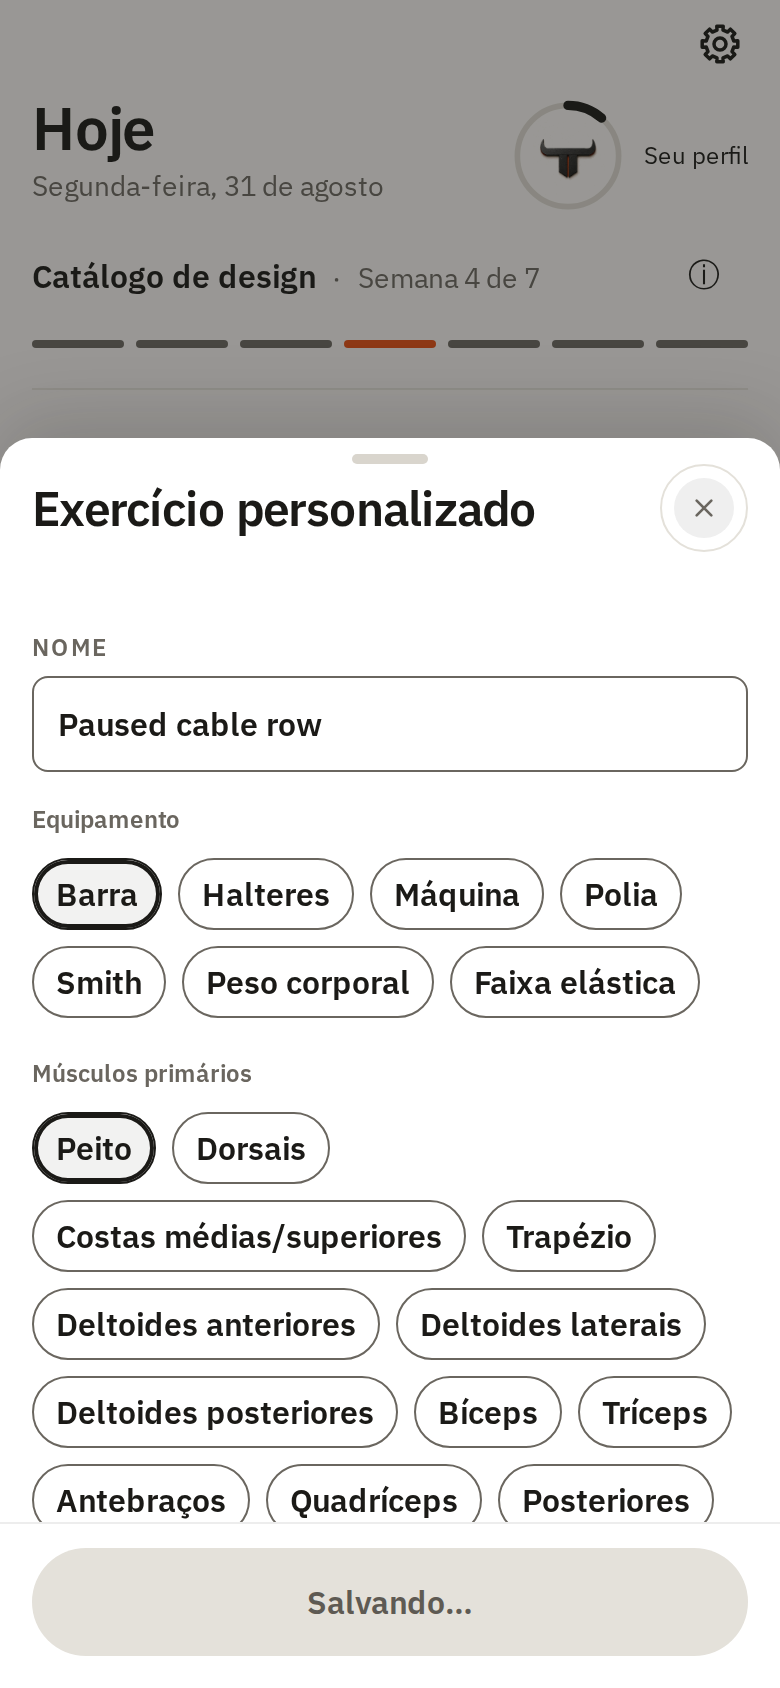 Hoje
Segunda-feira, 31 de agosto
Seu perfil
Catálogo de design · Semana 4 de 7
Exercício personalizado
NOME
Paused cable row
Equipamento
Barra Halteres Máquina Polia
Smith Peso corporal Faixa elástica
Músculos primários
Peito Dorsais
Costas médias/superiores Trapézio
Deltoides anteriores Deltoides laterais
Deltoides posteriores Bíceps Tríceps
Antebraços Quadríceps Posteriores
Salvando...